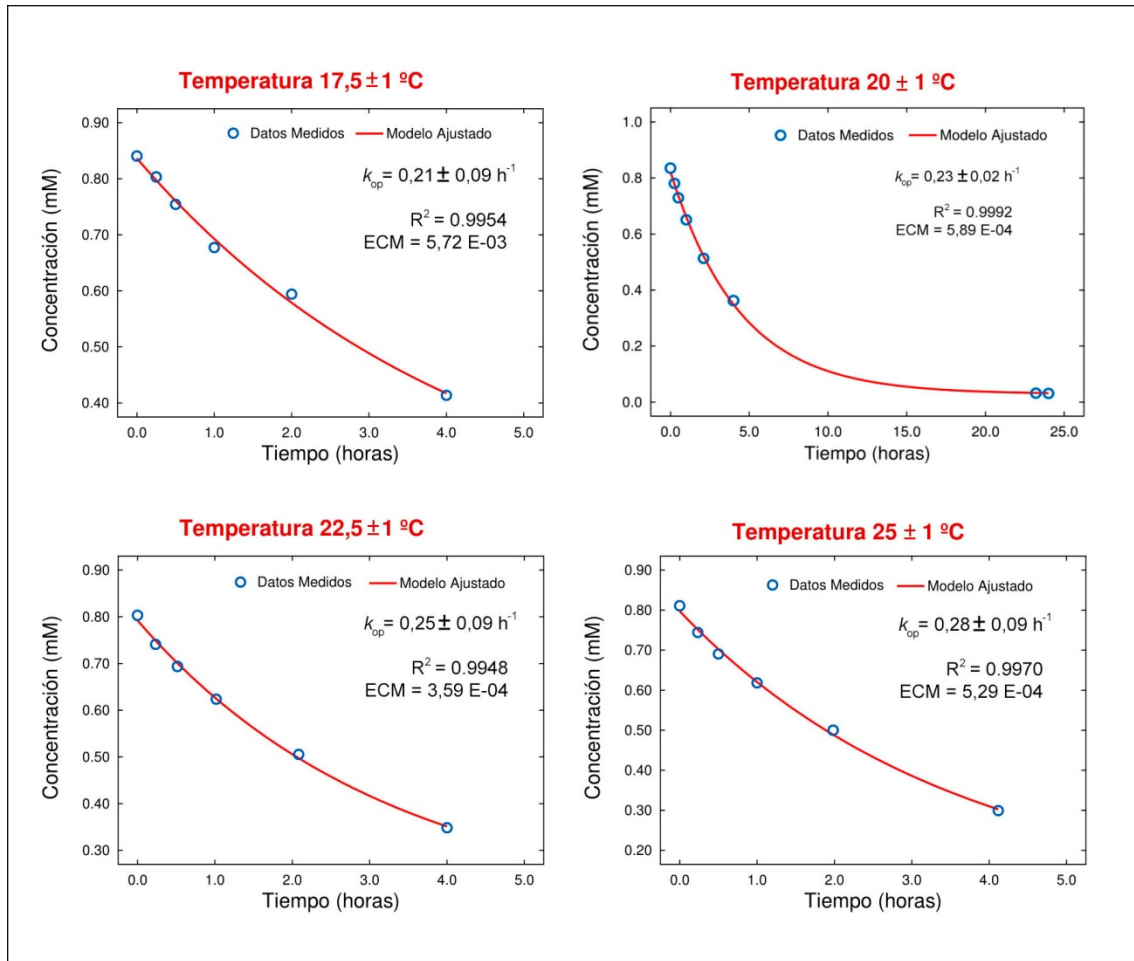 Temperatura 17,5 ± 1 ºC
0.90
0.80
0.70
0.60
0.50
0.40
Concentración (mM)
Datos Medidos
Modelo Ajustado
kop= 0,21 ± 0,09 h-1
R2 = 0.9954
ECM = 5,72 E-03
0.0 1.0 2.0 3.0 4.0 5.0
Tiempo (horas)
Temperatura 20 ± 1 ºC
1.0
0.8
0.6
0.4
0.2
0.0
Concentración (mM)
Datos Medidos
Modelo Ajustado
kop= 0,23 ± 0,02 h-1
R2 = 0.9992
ECM = 5,89 E-04
0.0 5.0 10.0 15.0 20.0 25.0
Tiempo (horas)
Temperatura 22,5 ± 1 ºC
0.90
0.80
0.70
0.60
0.50
0.40
0.30
Concentración (mM)
Datos Medidos
Modelo Ajustado
kop= 0,25 ± 0,09 h-1
R2 = 0.9948
ECM = 3,59 E-04
0.0 1.0 2.0 3.0 4.0 5.0
Tiempo (horas)
Temperatura 25 ± 1 ºC
0.90
0.80
0.70
0.60
0.50
0.40
0.30
0.20
Concentración (mM)
Datos Medidos
Modelo Ajustado
kop= 0,28 ± 0,09 h-1
R2 = 0.9970
ECM = 5,29 E-04
0.0 1.0 2.0 3.0 4.0 5.0
Tiempo (horas)